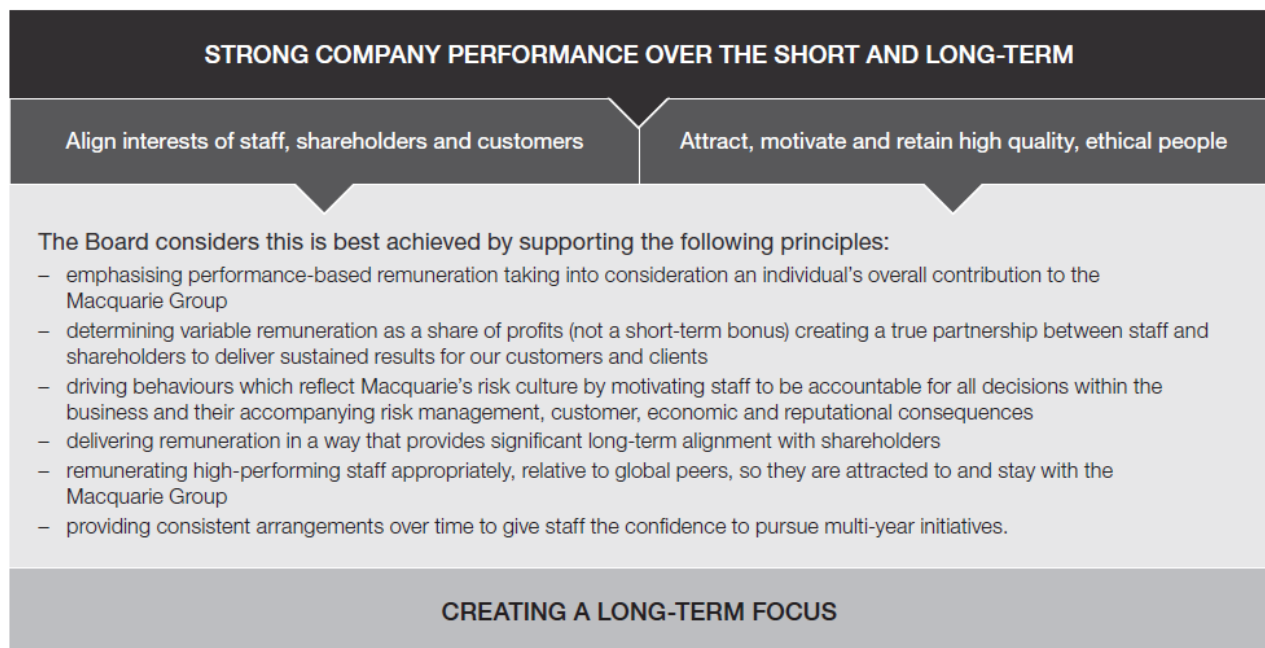 STRONG COMPANY PERFORMANCE OVER THE SHORT AND LONG-TERM
Align interests of staff, shareholders and customers
Attract, motivate and retain high quality, ethical people
The Board considers this is best achieved by supporting the following principles:
– emphasising performance-based remuneration taking into consideration an individual’s overall contribution to the
Macquarie Group
– determining variable remuneration as a share of profits (not a short-term bonus) creating a true partnership between staff and
shareholders to deliver sustained results for our customers and clients
– driving behaviours which reflect Macquarie’s risk culture by motivating staff to be accountable for all decisions within the
business and their accompanying risk management, customer, economic and reputational consequences
– delivering remuneration in a way that provides significant long-term alignment with shareholders
– remunerating high-performing staff appropriately, relative to global peers, so they are attracted to and stay with the
Macquarie Group
– providing consistent arrangements over time to give staff the confidence to pursue multi-year initiatives.
CREATING A LONG-TERM FOCUS